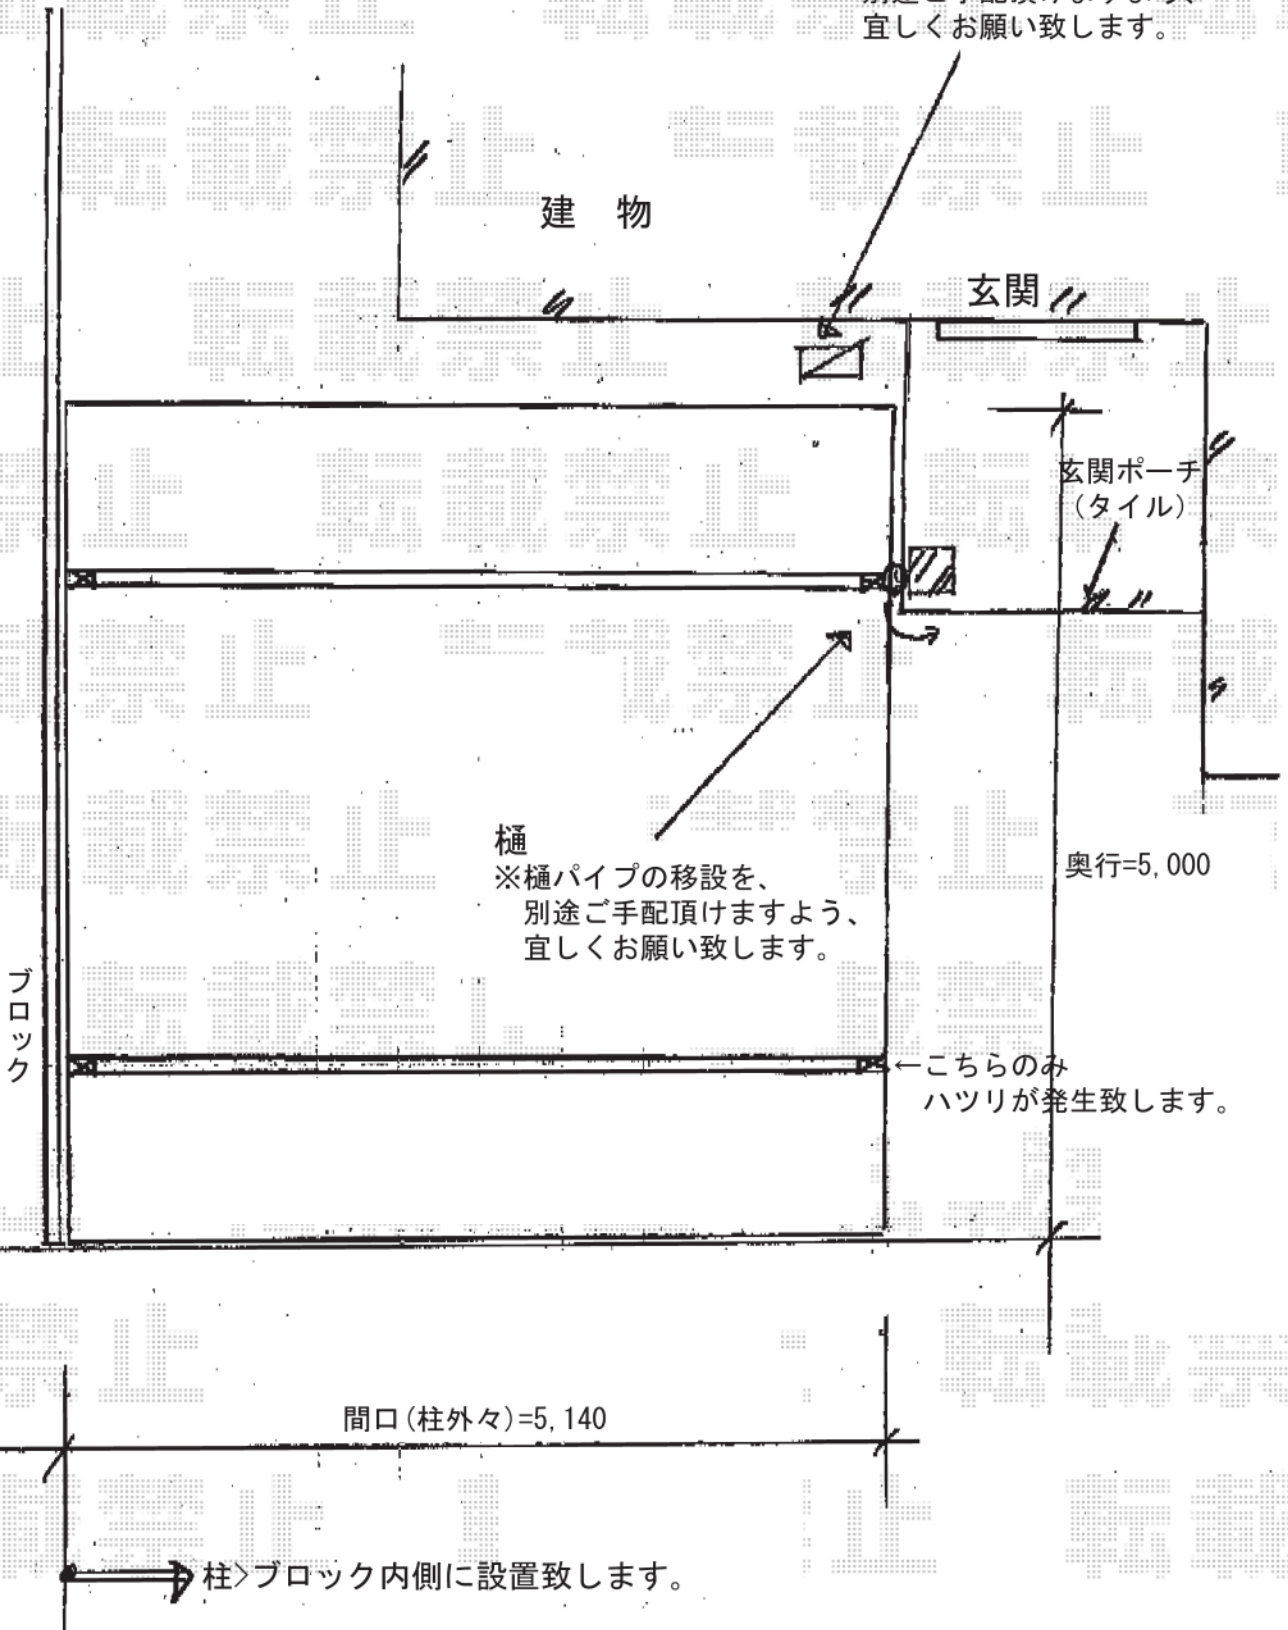 宜しくお願い致します。
建 物
玄関
玄関ポーチ
(タイル)
樋
※樋パイプの移設を、
別途ご手配頂けますよう、
宜しくお願い致します。
奥行=5,000
ブロック
←こちらのみ
ハツリが発生致します。
間口(柱外々)=5,140
柱>ブロック内側に設置致します。
転載禁止